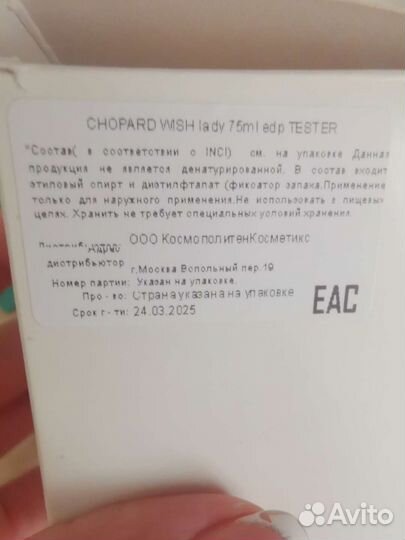 CHOPARD WISH lady 75ml edp TESTER
"Состав( в соответствии с INCI) см. на упаковке Данная
продукция не является денатурированной. В состав входит
этиловый спирт и диэтилфталат (фиксатор запаха.Применение
только для наружного применения.Не использовать в пищевых
целях. Хранить не требует специальных условий хранения.
ООО КосмополитенКосметикс
Адрес
дистрибьютор
г.Москва Вспольный пер.19
Номер партии: Указан на упаковке.
Про - во: Страна указана на упаковке
Срок г - ти: 24.03.2025
EAC
Avito